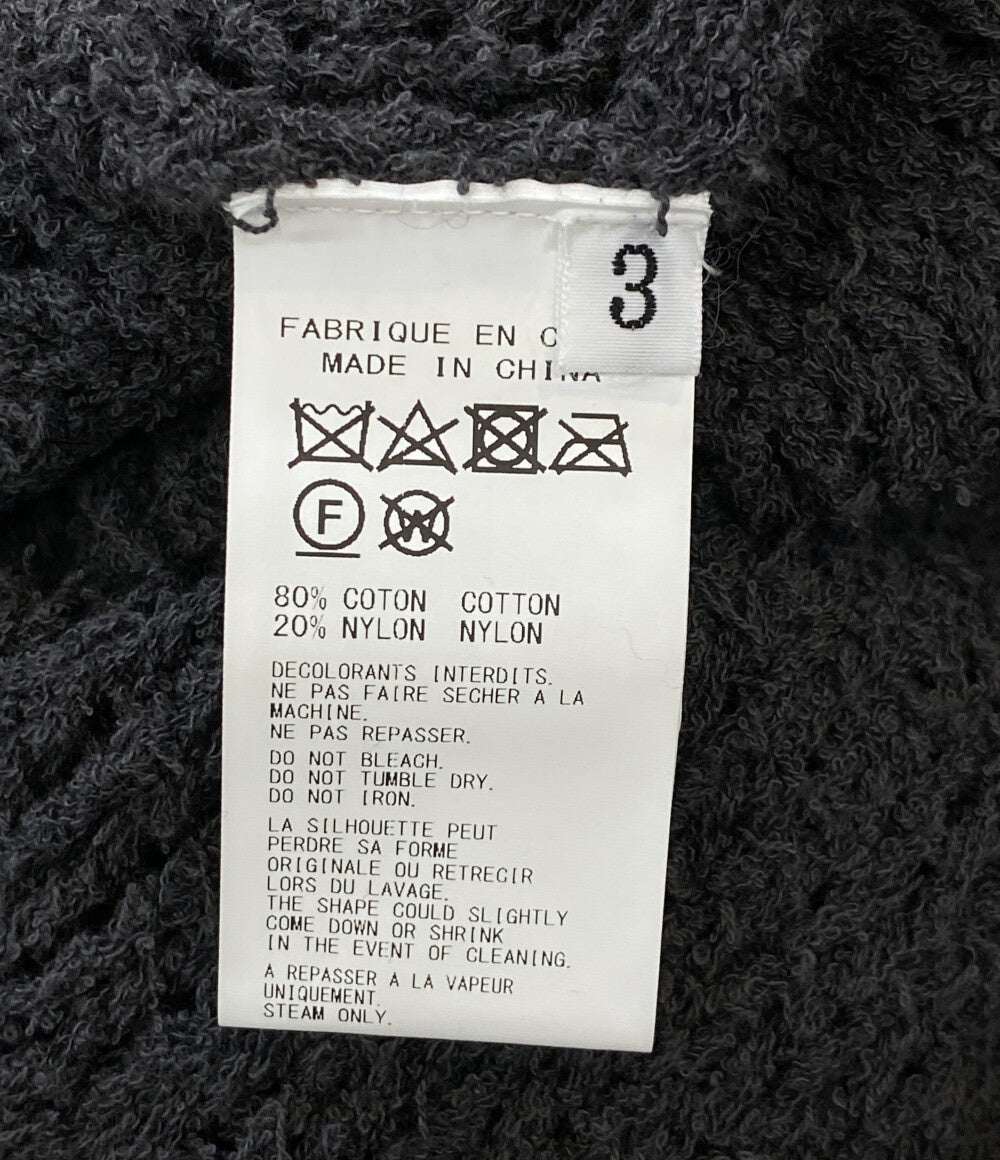 3
FABRIQUE EN
MADE IN CHINA
F
W
80% COTON COTTON
20% NYLON NYLON
DECOLORANTS INTERDITS.
NE PAS FAIRE SECHER A LA
MACHINE.
NE PAS REPASSER.
DO NOT BLEACH.
DO NOT TUMBLE DRY.
DO NOT IRON.
LA SILHOUETTE PEUT
PERDRE SA FORME
ORIGINALE OU RETRECIR
LORS DU LAVAGE.
THE SHAPE COULD SLIGHTLY
COME DOWN OR SHRINK
IN THE EVENT OF CLEANING.
A REPASSER A LA VAPEUR
UNIQUEMENT.
STEAM ONLY.